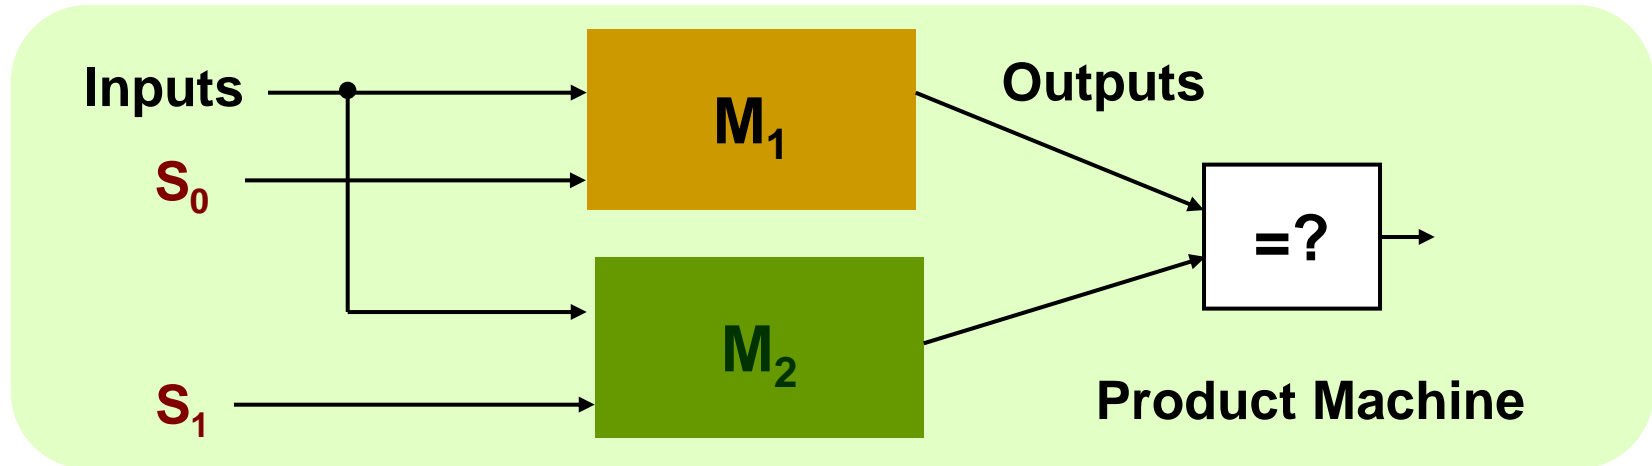 Inputs
Outputs
M₁
S₀
=?
M₂
S₁
Product Machine